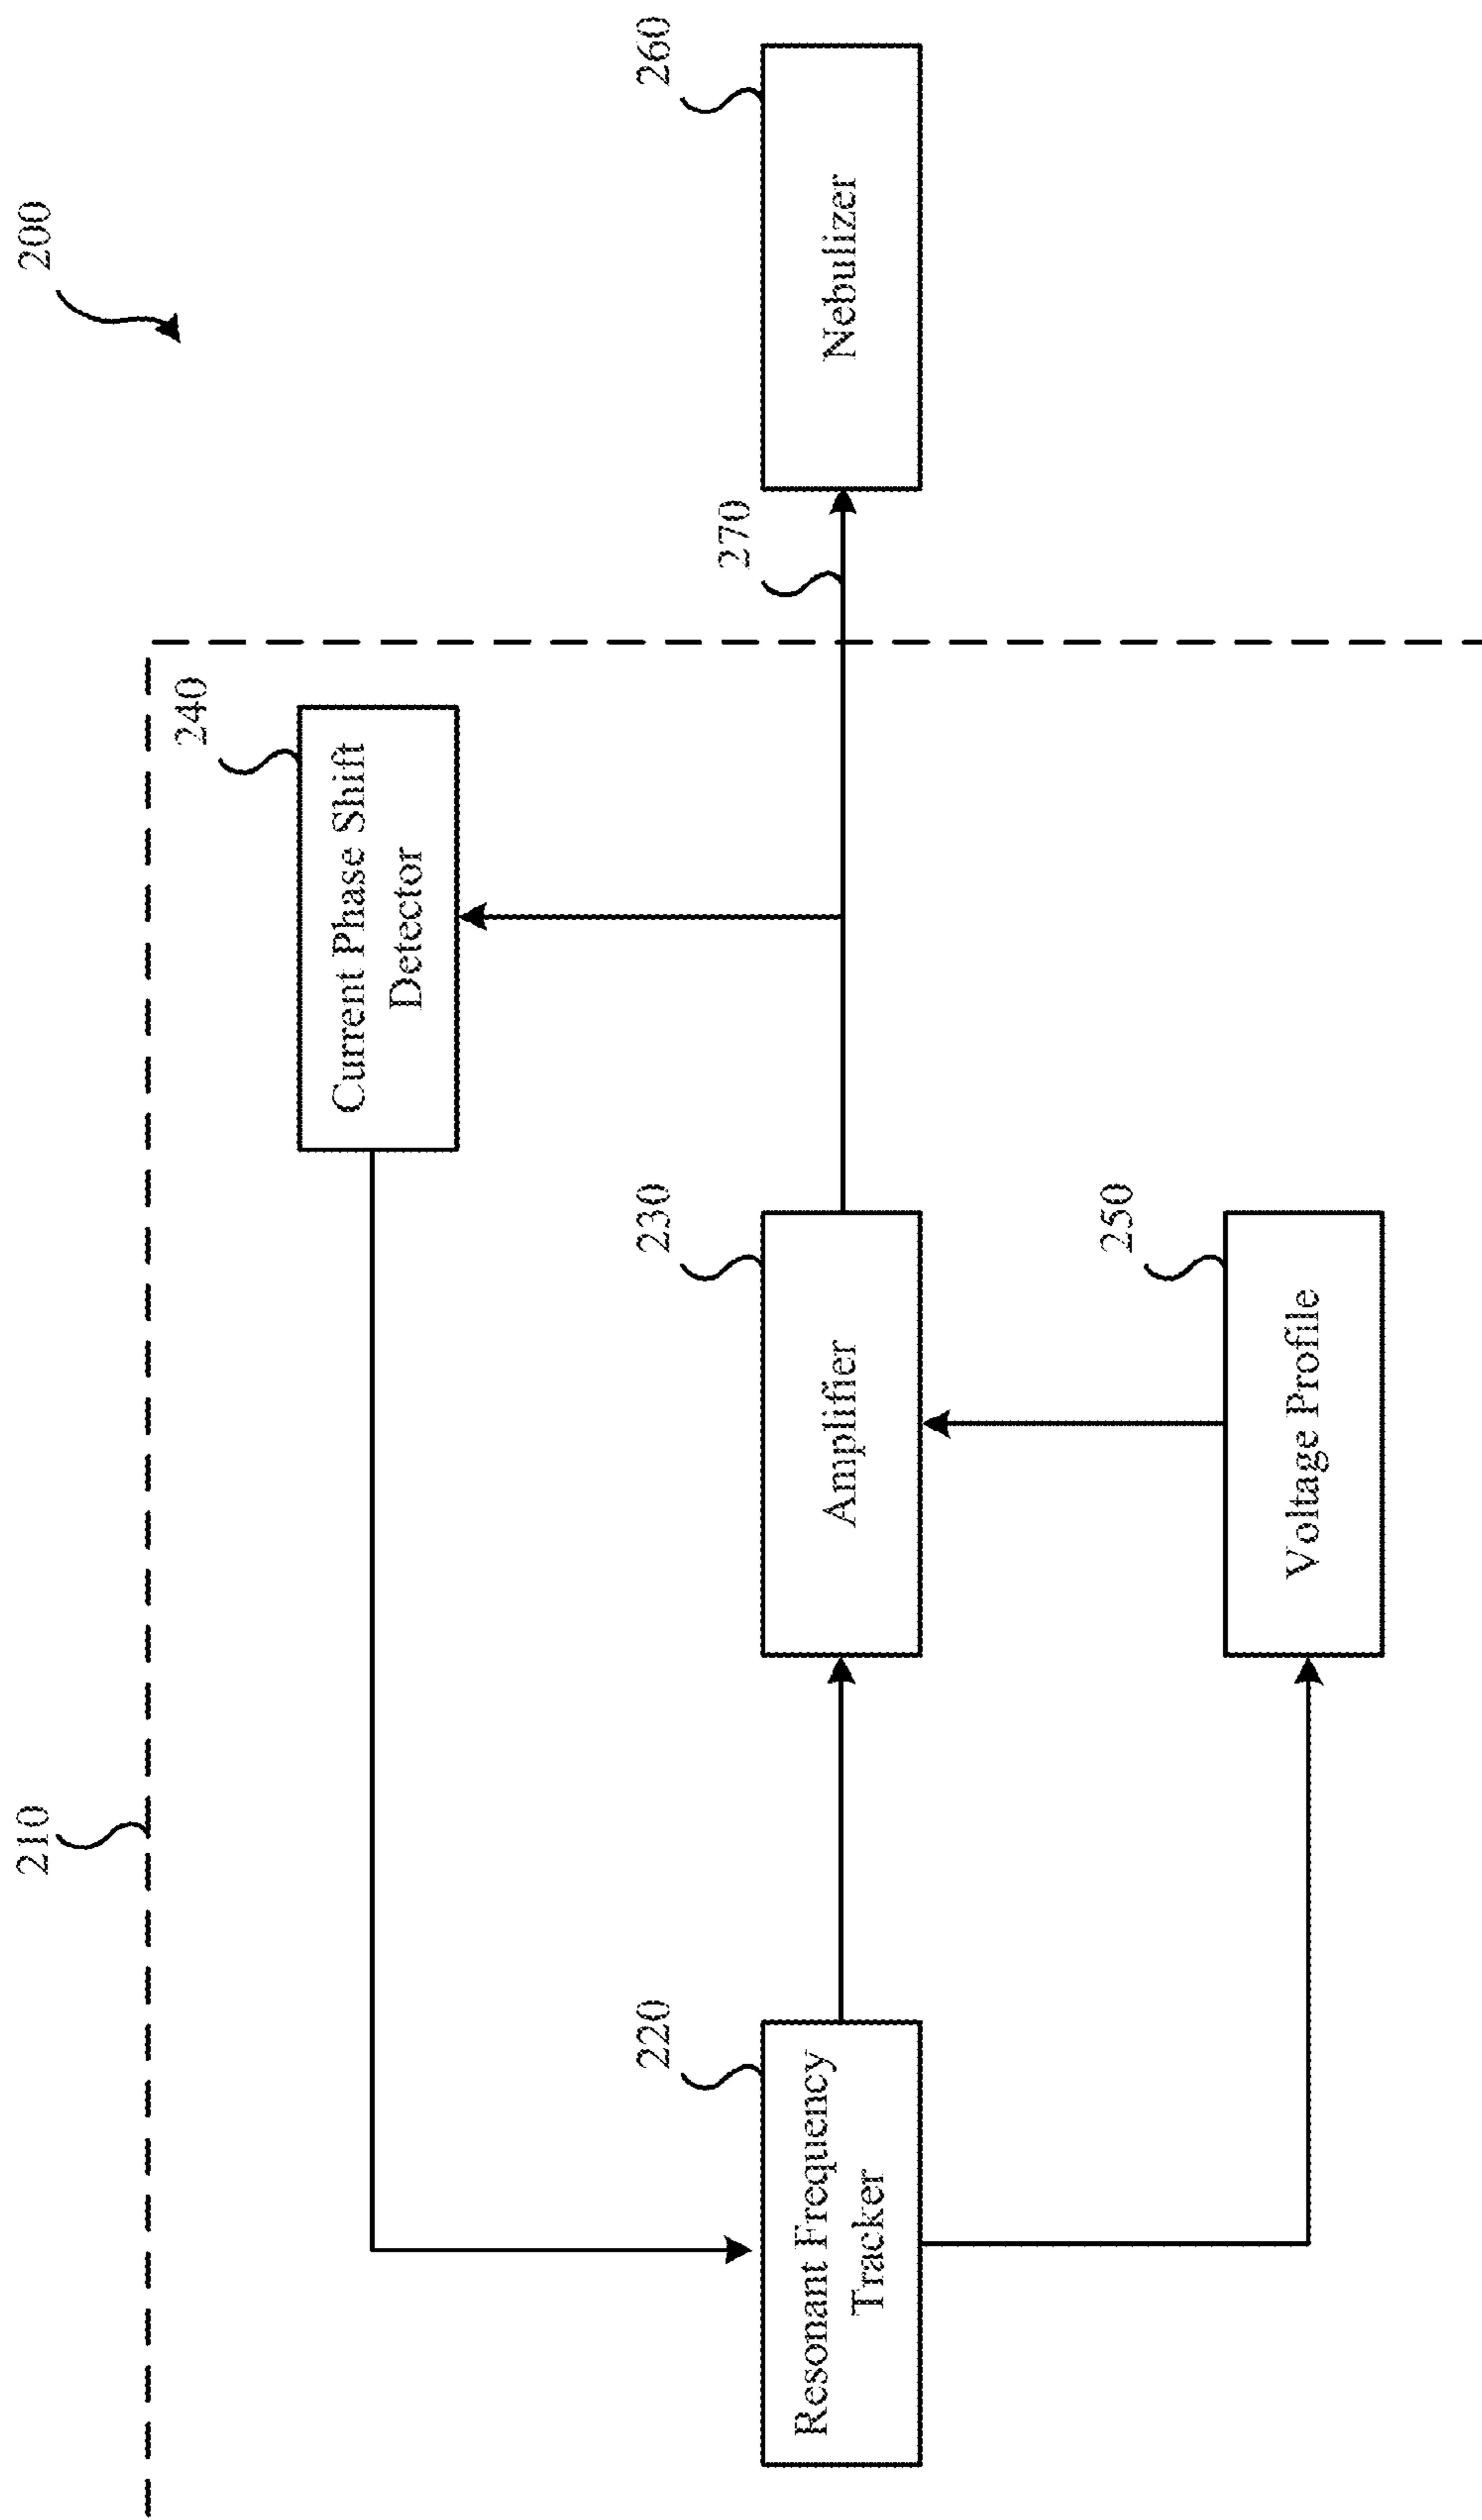 200
210
240
Current Phase Shift
Detector
220
Resonant Frequency
Tracker
230
Amplifier
270
260
Nebulizer
250
Voltage Profile